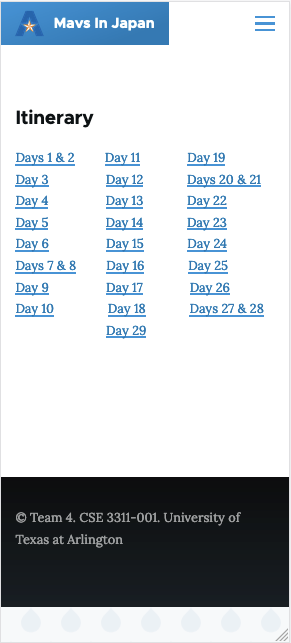 Mavs In Japan
Itinerary
Days 1 & 2 Day 11 Day 19
Day 3 Day 12 Days 20 & 21
Day 4 Day 13 Day 22
Day 5 Day 14 Day 23
Day 6 Day 15 Day 24
Days 7 & 8 Day 16 Day 25
Day 9 Day 17 Day 26
Day 10 Day 18 Days 27 & 28
Day 29
© Team 4. CSE 3311-001. University of
Texas at Arlington